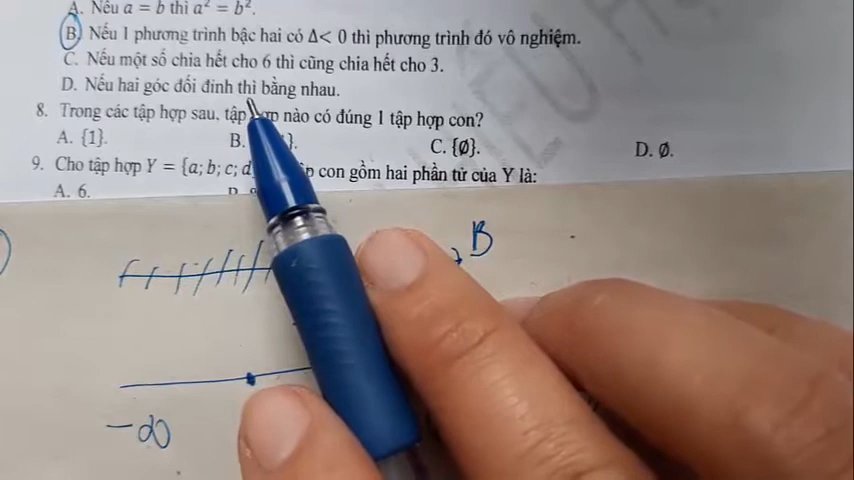 A. Nếu a = b thì a² = b².
B. Nếu 1 phương trình bậc hai có Δ< 0 thì phương trình đó vô nghiệm.
C. Nếu một số chia hết cho 6 thì cũng chia hết cho 3.
D. Nếu hai góc đối đỉnh thì bằng nhau.
8. Trong các tập hợp sau, tập nào có đúng 1 tập hợp con?
A. {1}. B. }. C. {Ø}. D. Ø.
9. Cho tập hợp Y = {a; b; c; d con gồm hai phần tử của Y là:
A. 6.
B
-∞